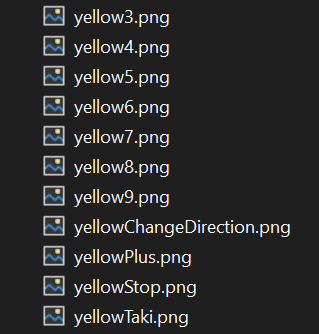 yellow3.png
yellow4.png
yellow5.png
yellow6.png
yellow7.png
yellow8.png
yellow9.png
yellowChangeDirection.png
yellowPlus.png
yellowStop.png
yellowTaki.png